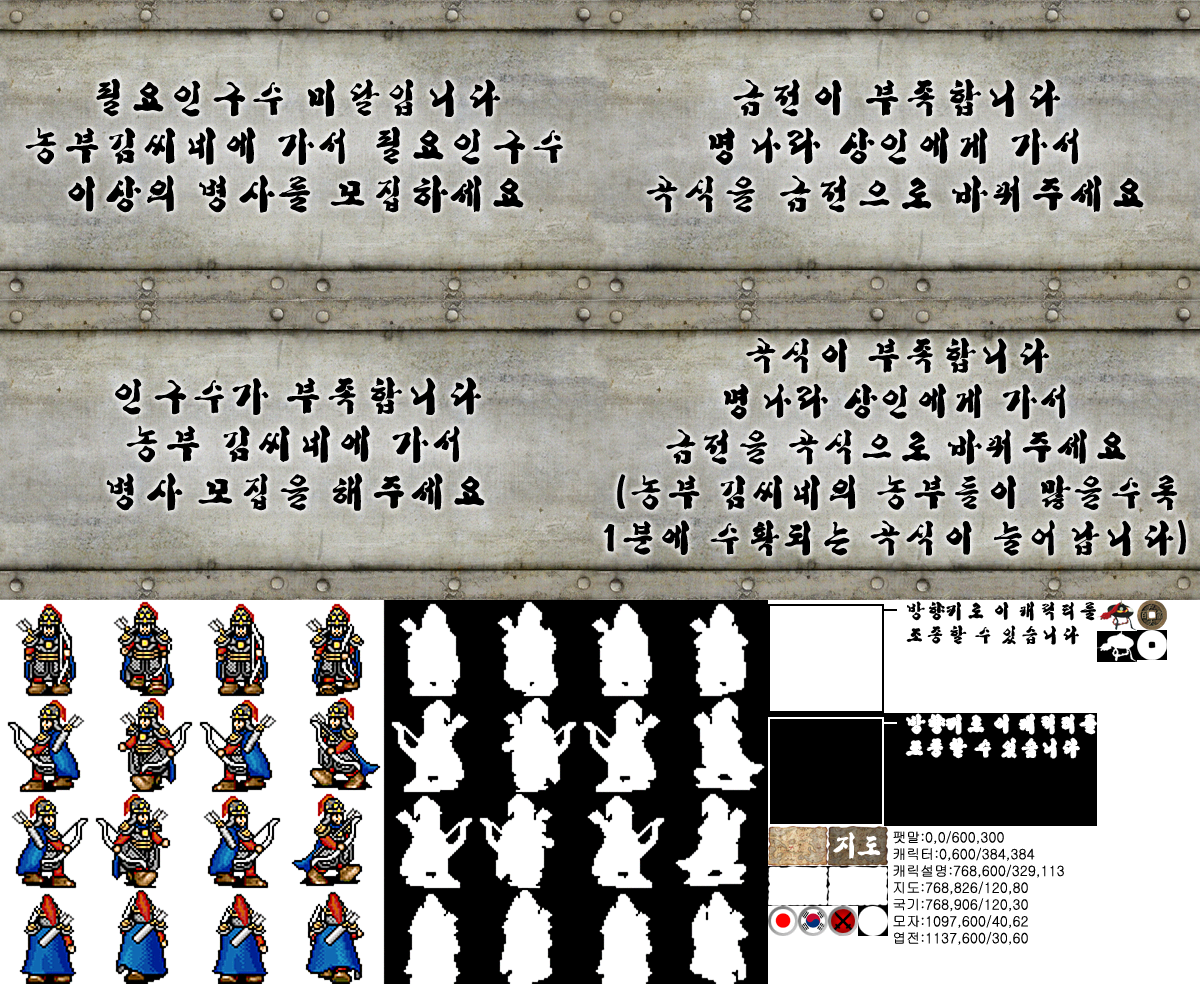 필요인구수 미달입니다
농부김씨네에 가서 필요인구수
이상의 병사를 모집하세요
금전이 부족합니다
명나라 상인에게 가서
곡식을 금전으로 바꿔주세요
인구수가 부족합니다
농부 김씨네에 가서
병사 모집을 해주세요
곡식이 부족합니다
명나라 상인에게 가서
금전을 곡식으로 바꿔주세요
(농부 김씨네의 농부들이 많을수록
1분에 수확되는 곡식이 늘어납니다)
방향키로 이 캐릭터를
조종할 수 있습니다
방향키로 이 캐릭터를
조종할 수 있습니다
지도
팻말:0,0/600,300
캐릭터:0,600/384,384
캐릭설명:768,600/329,113
지도:768,826/120,80
국기:768,906/120,30
모자:1097,600/40,62
엽전:1137,600/30,60